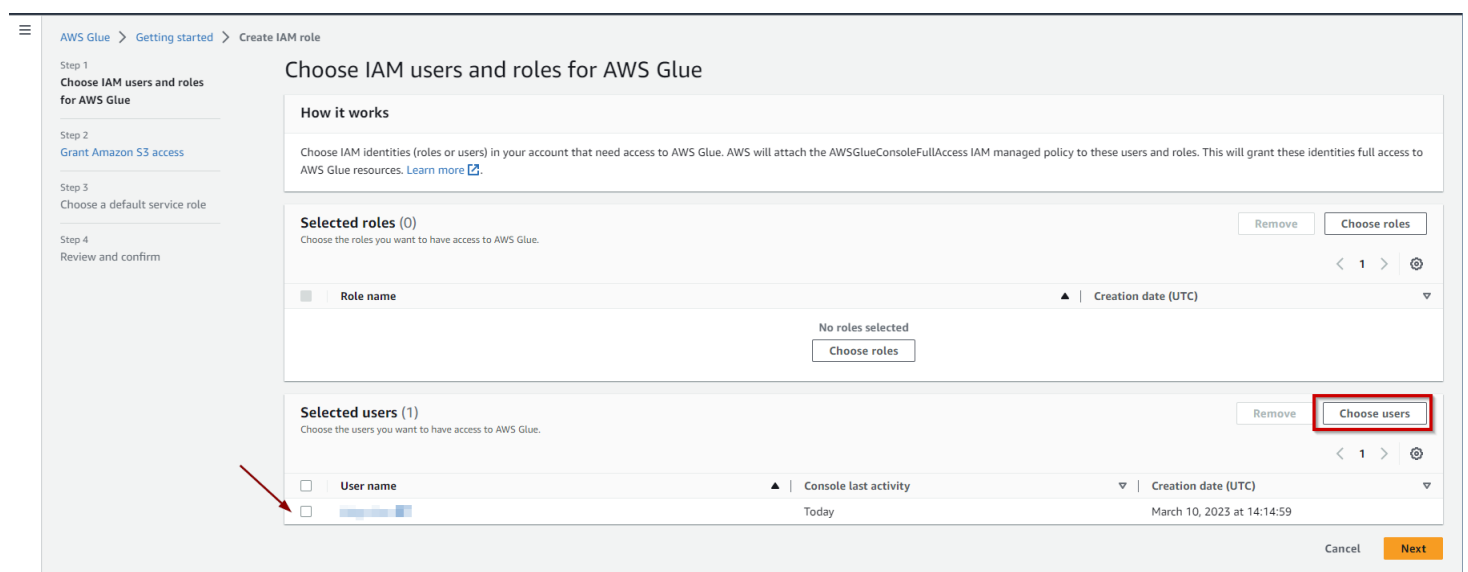 AWS Glue > Getting started > Create IAM role
Step 1
Choose IAM users and roles
for AWS Glue
Step 2
Grant Amazon S3 access
Step 3
Choose a default service role
Step 4
Review and confirm
Choose IAM users and roles for AWS Glue
How it works
Choose IAM identities (roles or users) in your account that need access to AWS Glue. AWS will attach the AWSGlueConsoleFullAccess IAM managed policy to these users and roles. This will grant these identities full access to
AWS Glue resources. Learn more.
Selected roles (0)
Choose the roles you want to have access to AWS Glue.
Remove
Choose roles
< 1 >
Role name
Creation date (UTC)
No roles selected
Choose roles
Selected users (1)
Choose the users you want to have access to AWS Glue.
Remove
Choose users
< 1 >
User name
Console last activity
Creation date (UTC)
Today
March 10, 2023 at 14:14:59
Cancel
Next